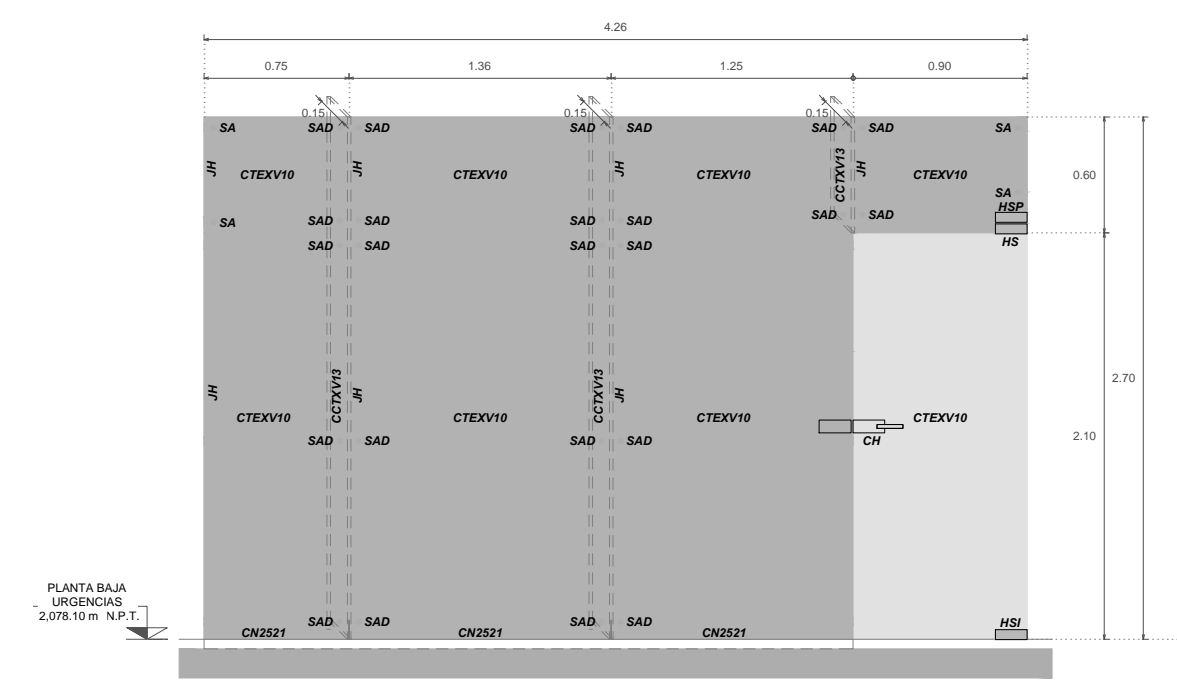 4.26
0.75 1.36 1.25 0.90
0.15 0.15 0.15
SA SAD SAD SAD SAD SAD SAD SA
JH JH JH CCTXV13 JH
CTEXV10 CTEXV10 CTEXV10 CTEXV10
0.60
SA
HSP
SA SAD SAD SAD SAD SAD SAD
HS
SAD SAD SAD SAD
2.70
JH CCTXV13 JH CCTXV13 JH
CTEXV10 CTEXV10 CTEXV10 CTEXV10
2.10
SAD SAD SAD SAD CH
PLANTA BAJA
URGENCIAS
2,078.10 m N.P.T.
SAD SAD SAD SAD HSI
CN2521 CN2521 CN2521